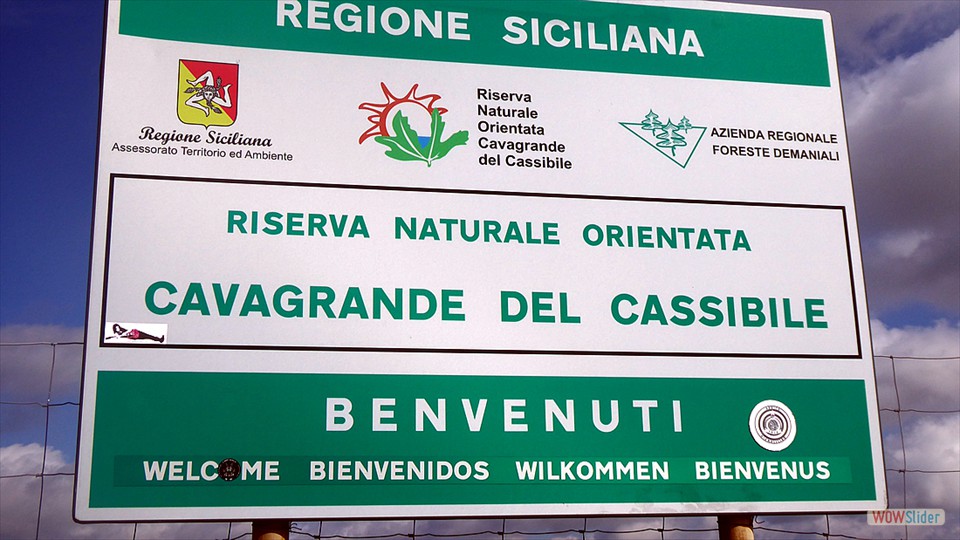 REGIONE SICILIANA
Regione Siciliana
Assessorato Territorio ed Ambiente
Riserva
Naturale
Orientata
Cavagrande
del Cassibile
AZIENDA REGIONALE
FORESTE DEMANIALI
RISERVA NATURALE ORIENTATA
CAVAGRANDE DEL CASSIBILE
BENVENUTI
WELCOME BIENVENIDOS WILKOMMEN BIENVENUS
WOWSlider